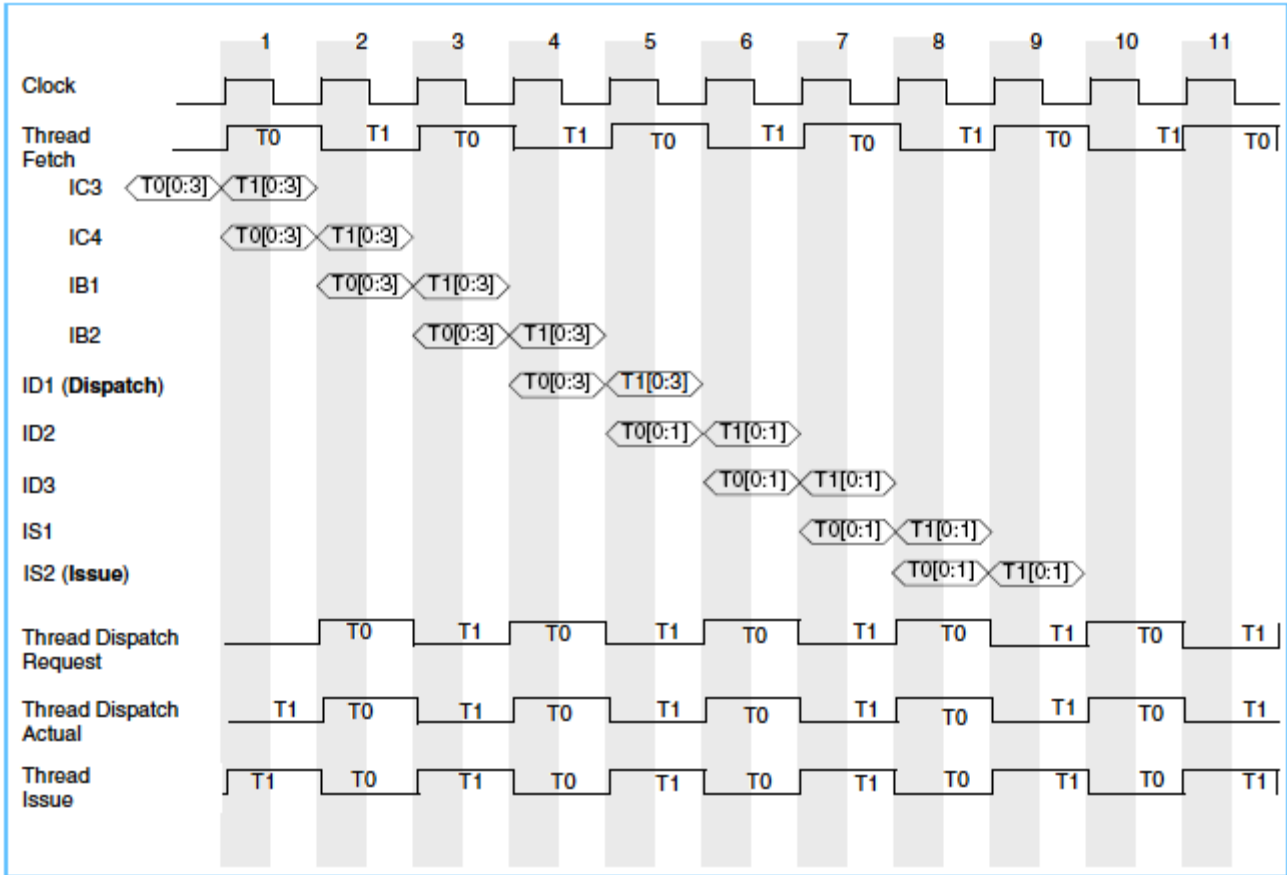 1 2 3 4 5 6 7 8 9 10 11
Clock
Thread Fetch T0 T1 T0 T1 T0 T1 T0 T1 T0 T1 T0
IC3 T0[0:3] T1[0:3]
IC4 T0[0:3] T1[0:3]
IB1 T0[0:3] T1[0:3]
IB2 T0[0:3] T1[0:3]
ID1 (Dispatch) T0[0:3] T1[0:3]
ID2 T0[0:1] T1[0:1]
ID3 T0[0:1] T1[0:1]
IS1 T0[0:1] T1[0:1]
IS2 (Issue) T0[0:1] T1[0:1]
Thread Dispatch Request T0 T1 T0 T1 T0 T1 T0 T1 T0 T1
Thread Dispatch Actual T1 T0 T1 T0 T1 T0 T1 T0 T1 T0 T1
Thread Issue T1 T0 T1 T0 T1 T0 T1 T0 T1 T0 T1